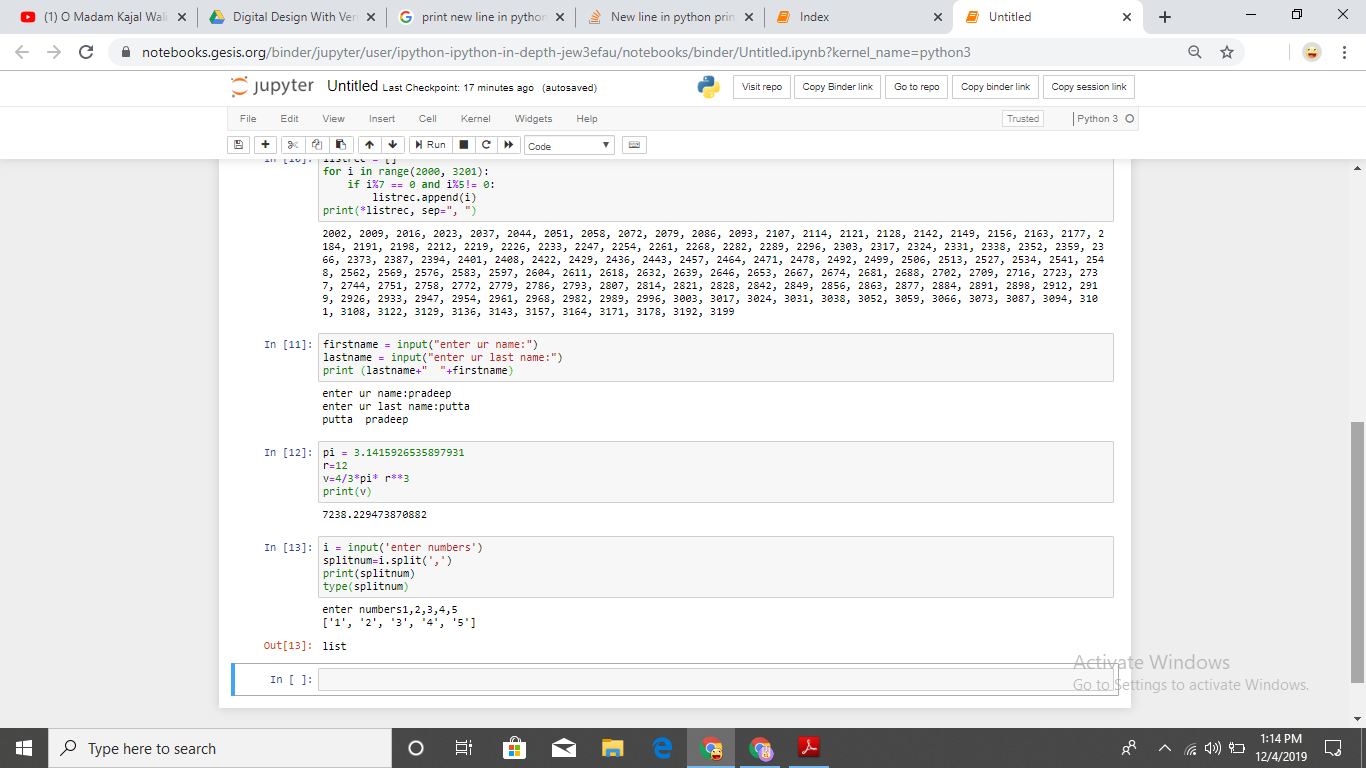 (1) O Madam Kajal Wali
Digital Design With Ver
print new line in python
New line in python prin
Index
Untitled
notebooks.gesis.org/binder/jupyter/user/ipython-ipython-in-depth-jew3efau/notebooks/binder/Untitled.ipynb?kernel_name=python3
jupyter Untitled Last Checkpoint: 17 minutes ago (autosaved)
Visit repo Copy Binder link Go to repo Copy binder link Copy session link
File Edit View Insert Cell Kernel Widgets Help Trusted Python 3
Run Code
In [10]: listrec = []
for i in range(2000, 3201):
    if i%7 == 0 and i%5!= 0:
        listrec.append(i)
print(*listrec, sep=", ")
2002, 2009, 2016, 2023, 2037, 2044, 2051, 2058, 2072, 2079, 2086, 2093, 2107, 2114, 2121, 2128, 2142, 2149, 2156, 2163, 2177, 2
184, 2191, 2198, 2212, 2219, 2226, 2233, 2247, 2254, 2261, 2268, 2282, 2289, 2296, 2303, 2317, 2324, 2331, 2338, 2352, 2359, 23
66, 2373, 2387, 2394, 2401, 2408, 2422, 2429, 2436, 2443, 2457, 2464, 2471, 2478, 2492, 2499, 2506, 2513, 2527, 2534, 2541, 254
8, 2562, 2569, 2576, 2583, 2597, 2604, 2611, 2618, 2632, 2639, 2646, 2653, 2667, 2674, 2681, 2688, 2702, 2709, 2716, 2723, 273
7, 2744, 2751, 2758, 2772, 2779, 2786, 2793, 2807, 2814, 2821, 2828, 2842, 2849, 2856, 2863, 2877, 2884, 2891, 2898, 2912, 291
9, 2926, 2933, 2947, 2954, 2961, 2968, 2982, 2989, 2996, 3003, 3017, 3024, 3031, 3038, 3052, 3059, 3066, 3073, 3087, 3094, 310
1, 3108, 3122, 3129, 3136, 3143, 3157, 3164, 3171, 3178, 3192, 3199
In [11]: firstname = input("enter ur name:")
lastname = input("enter ur last name:")
print (lastname+"  "+firstname)
enter ur name:pradeep
enter ur last name:putta
putta  pradeep
In [12]: pi = 3.1415926535897931
r=12
v=4/3*pi* r**3
print(v)
7238.229473870882
In [13]: i = input('enter numbers')
splitnum=i.split(',')
print(splitnum)
type(splitnum)
enter numbers1,2,3,4,5
['1', '2', '3', '4', '5']
Out[13]: list
In [ ]:
Activate Windows
Go to Settings to activate Windows.
Type here to search
1:14 PM
12/4/2019